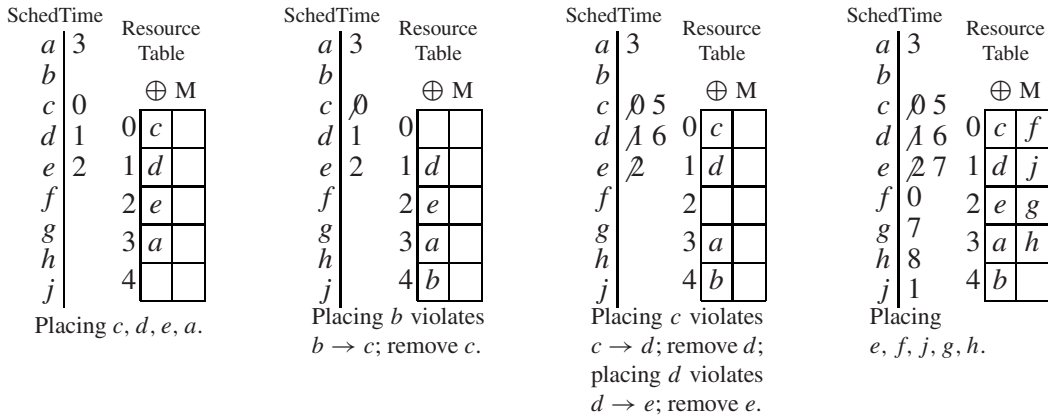 SchedTime
Resource
Table
⊕ M
a 3
b
c 0
d 1
e 2
f
g
h
j
0 c
1 d
2 e
3 a
4
Placing c, d, e, a.
SchedTime
Resource
Table
⊕ M
a 3
b
c 0
d 1
e 2
f
g
h
j
0
1 d
2 e
3 a
4 b
Placing b violates
b → c; remove c.
SchedTime
Resource
Table
⊕ M
a 3
b
c 0 5
d 1 6
e 2
f
g
h
j
0 c
1 d
2
3 a
4 b
Placing c violates
c → d; remove d;
placing d violates
d → e; remove e.
SchedTime
Resource
Table
⊕ M
a 3
b
c 0 5
d 1 6
e 2 7
f 0
g 7
h 8
j 1
0 c f
1 d j
2 e g
3 a h
4 b
Placing
e, f, j, g, h.